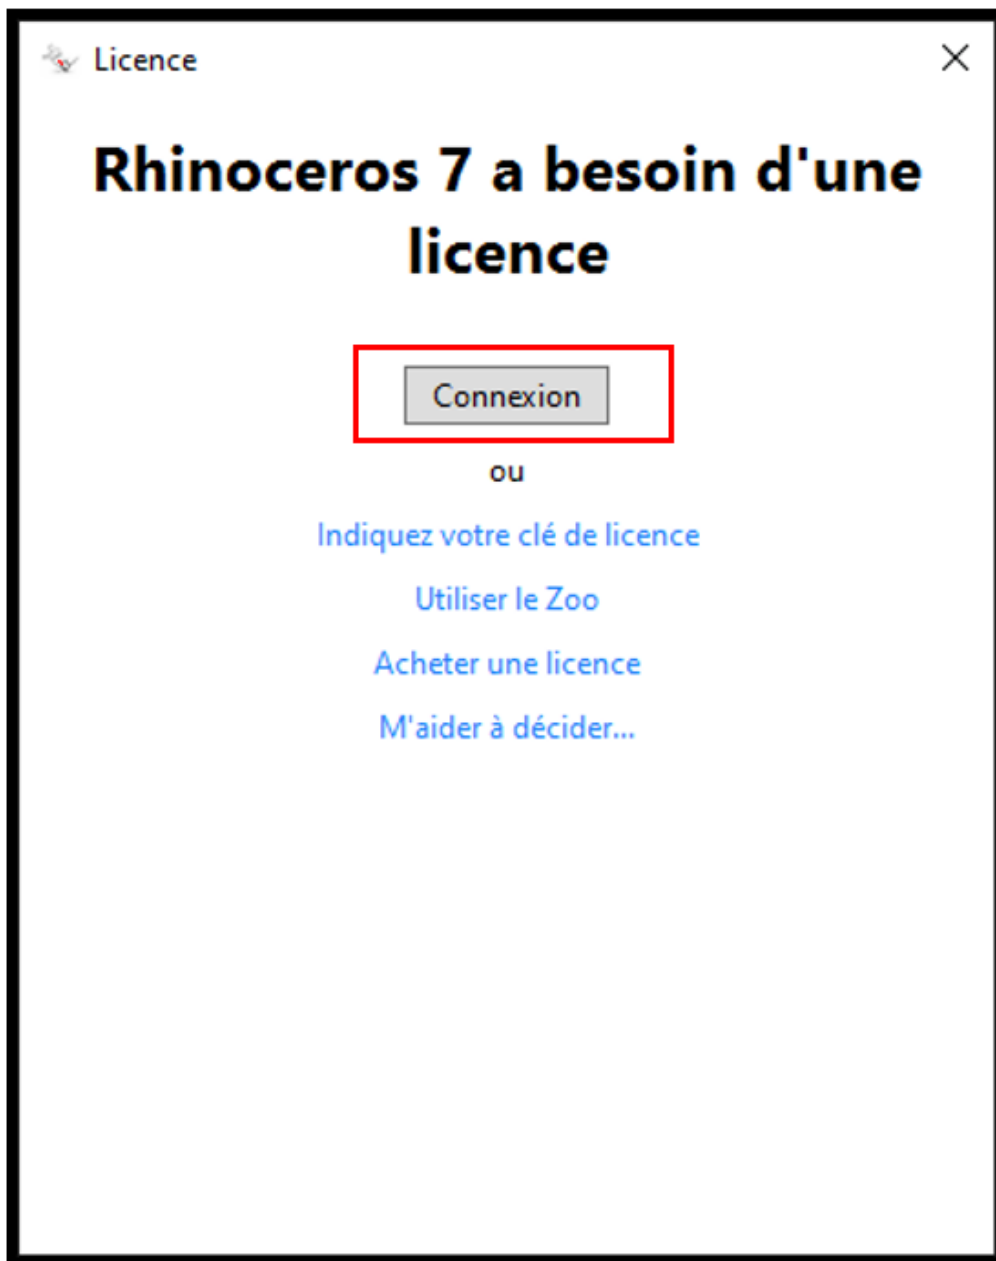 Licence
Rhinoceros 7 a besoin d'une
licence
Connexion
ou
Indiquez votre clé de licence
Utiliser le Zoo
Acheter une licence
M'aider à décider...